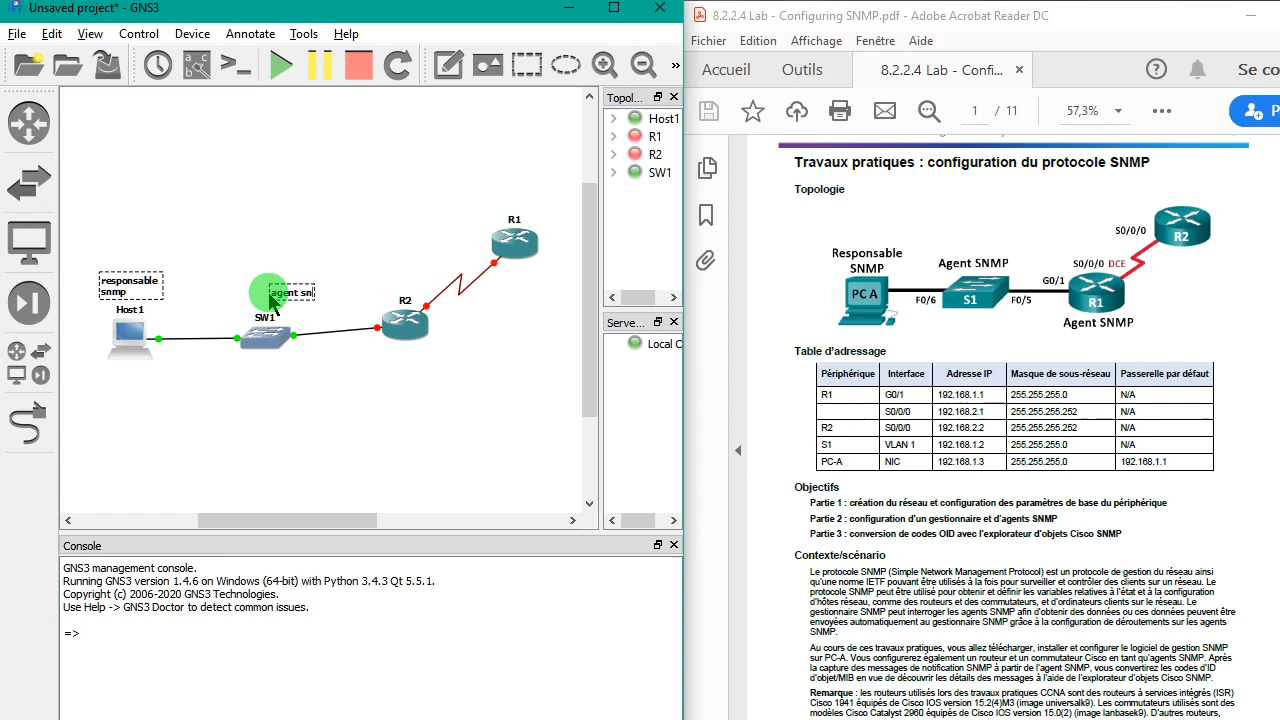 Unsaved project* - GNS3
File Edit View Control Device Annotate Tools Help
»
Topol...
Host1
R1
R2
SW1
Serve...
Local C
R1
R2
responsable
snmp
agent sn
Host1
SW1
Console
GNS3 management console.
Running GNS3 version 1.4.6 on Windows (64-bit) with Python 3.4.3 Qt 5.5.1.
Copyright (c) 2006-2020 GNS3 Technologies.
Use Help -> GNS3 Doctor to detect common issues.
=>
8.2.2.4 Lab - Configuring SNMP.pdf - Adobe Acrobat Reader DC
Fichier Edition Affichage Fenêtre Aide
Accueil Outils 8.2.2.4 Lab - Confi... × Se co
1 / 11 57,3%
Travaux pratiques : configuration du protocole SNMP
Topologie
S0/0/0
R2
Responsable
SNMP
Agent SNMP
S0/0/0 DCE
G0/1
PC A
S1
R1
F0/6
F0/5
Agent SNMP
Table d'adressage
Périphérique Interface Adresse IP Masque de sous-réseau Passerelle par défaut
R1 G0/1 192.168.1.1 255.255.255.0 N/A
S0/0/0 192.168.2.1 255.255.255.252 N/A
R2 S0/0/0 192.168.2.2 255.255.255.252 N/A
S1 VLAN 1 192.168.1.2 255.255.255.0 N/A
PC-A NIC 192.168.1.3 255.255.255.0 192.168.1.1
Objectifs
Partie 1 : création du réseau et configuration des paramètres de base du périphérique
Partie 2 : configuration d'un gestionnaire et d'agents SNMP
Partie 3 : conversion de codes OID avec l'explorateur d'objets Cisco SNMP
Contexte/scénario
Le protocole SNMP (Simple Network Management Protocol) est un protocole de gestion du réseau ainsi
qu'une norme IETF pouvant être utilisés à la fois pour surveiller et contrôler des clients sur un réseau. Le
protocole SNMP peut être utilisé pour obtenir et définir les variables relatives à l'état et à la configuration
d'hôtes réseau, comme des routeurs et des commutateurs, et d'ordinateurs clients sur le réseau. Le
gestionnaire SNMP peut interroger les agents SNMP afin d'obtenir des données ou ces données peuvent être
envoyées automatiquement au gestionnaire SNMP grâce à la configuration de déroutements sur les agents
SNMP.
Au cours de ces travaux pratiques, vous allez télécharger, installer et configurer le logiciel de gestion SNMP
sur PC-A. Vous configurerez également un routeur et un commutateur Cisco en tant qu'agents SNMP. Après
la capture des messages de notification SNMP à partir de l'agent SNMP, vous convertirez les codes d'ID
d'objet/MIB en vue de découvrir les détails des messages à l'aide de l'explorateur d'objets Cisco SNMP.
Remarque : les routeurs utilisés lors des travaux pratiques CCNA sont des routeurs à services intégrés (ISR)
Cisco 1941 équipés de Cisco IOS version 15.2(4)M3 (image universalk9). Les commutateurs utilisés sont des
modèles Cisco Catalyst 2960 équipés de Cisco IOS version 15.0(2) (image lanbasek9). D'autres routeurs,